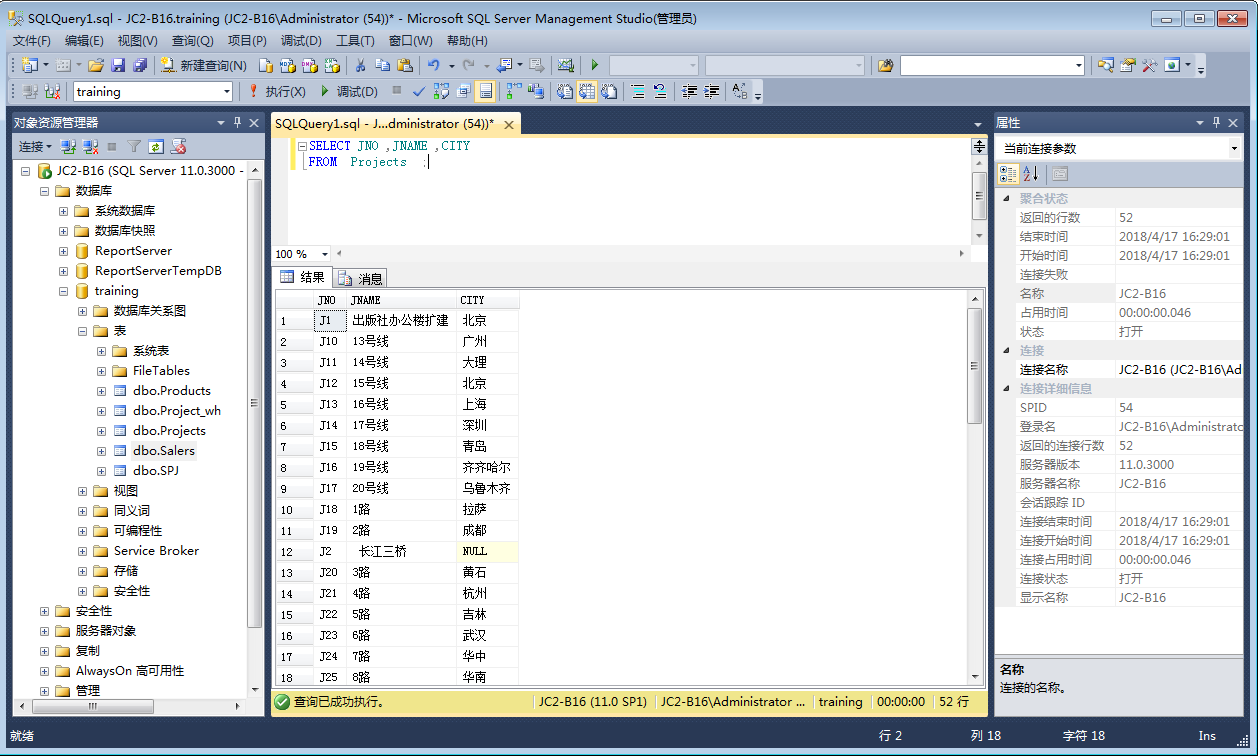 SQLQuery1.sql - JC2-B16.training (JC2-B16\Administrator (54))* - Microsoft SQL Server Management Studio(管理员)
文件(F) 编辑(E) 视图(V) 查询(Q) 项目(P) 调试(D) 工具(T) 窗口(W) 帮助(H)
新建查询(N)
training 执行(X) 调试(D)
对象资源管理器
连接
JC2-B16 (SQL Server 11.0.3000 -
数据库
系统数据库
数据库快照
ReportServer
ReportServerTempDB
training
数据库关系图
表
系统表
FileTables
dbo.Products
dbo.Project_wh
dbo.Projects
dbo.Salers
dbo.SPJ
视图
同义词
可编程性
Service Broker
存储
安全性
安全性
服务器对象
复制
AlwaysOn 高可用性
管理
SQLQuery1.sql - J...dministrator (54))*
SELECT JNO ,JNAME ,CITY
FROM Projects ;
100 %
结果 消息
JNO JNAME CITY
1 J1 出版社办公楼扩建 北京
2 J10 13号线 广州
3 J11 14号线 大理
4 J12 15号线 北京
5 J13 16号线 上海
6 J14 17号线 深圳
7 J15 18号线 青岛
8 J16 19号线 齐齐哈尔
9 J17 20号线 乌鲁木齐
10 J18 1路 拉萨
11 J19 2路 成都
12 J2 长江三桥 NULL
13 J20 3路 黄石
14 J21 4路 杭州
15 J22 5路 吉林
16 J23 6路 武汉
17 J24 7路 华中
18 J25 8路 华南
查询已成功执行。 JC2-B16 (11.0 SP1) JC2-B16\Administrator ... training 00:00:00 52 行
属性
当前连接参数
聚合状态
返回的行数 52
结束时间 2018/4/17 16:29:01
开始时间 2018/4/17 16:29:01
连接失败
名称 JC2-B16
占用时间 00:00:00.046
状态 打开
连接
连接名称 JC2-B16 (JC2-B16\Ad
连接详细信息
SPID 54
登录名 JC2-B16\Administrato
返回的连接行数 52
服务器版本 11.0.3000
服务器名称 JC2-B16
会话跟踪 ID
连接结束时间 2018/4/17 16:29:01
连接开始时间 2018/4/17 16:29:01
连接占用时间 00:00:00.046
连接状态 打开
显示名称 JC2-B16
名称
连接的名称。
就绪 行 2 列 18 字符 18 Ins